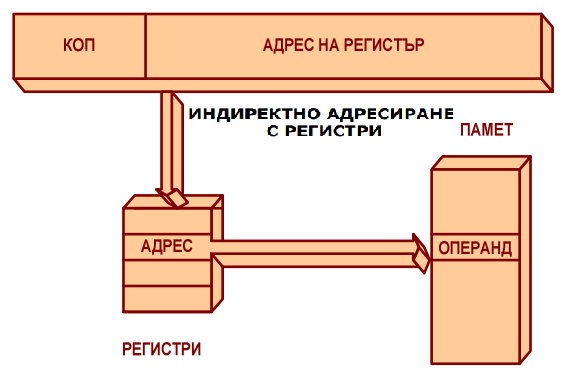 КОП
АДРЕС НА РЕГИСТЪР
ИНДИРЕКТНО АДРЕСИРАНЕ
С РЕГИСТРИ
ПАМЕТ
АДРЕС
ОПЕРАНД
РЕГИСТРИ